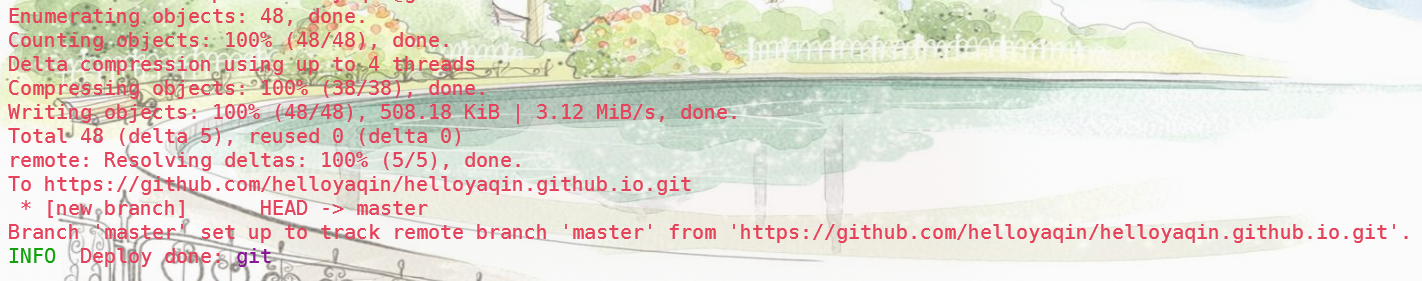 Enumerating objects: 48, done.
Counting objects: 100% (48/48), done.
Delta compression using up to 4 threads
Compressing objects: 100% (38/38), done.
Writing objects: 100% (48/48), 508.18 KiB | 3.12 MiB/s, done.
Total 48 (delta 5), reused 0 (delta 0)
remote: Resolving deltas: 100% (5/5), done.
To https://github.com/helloyaqin/helloyaqin.github.io.git
 * [new branch]      HEAD -> master
Branch 'master' set up to track remote branch 'master' from 'https://github.com/helloyaqin/helloyaqin.github.io.git'.
INFO  Deploy done: git